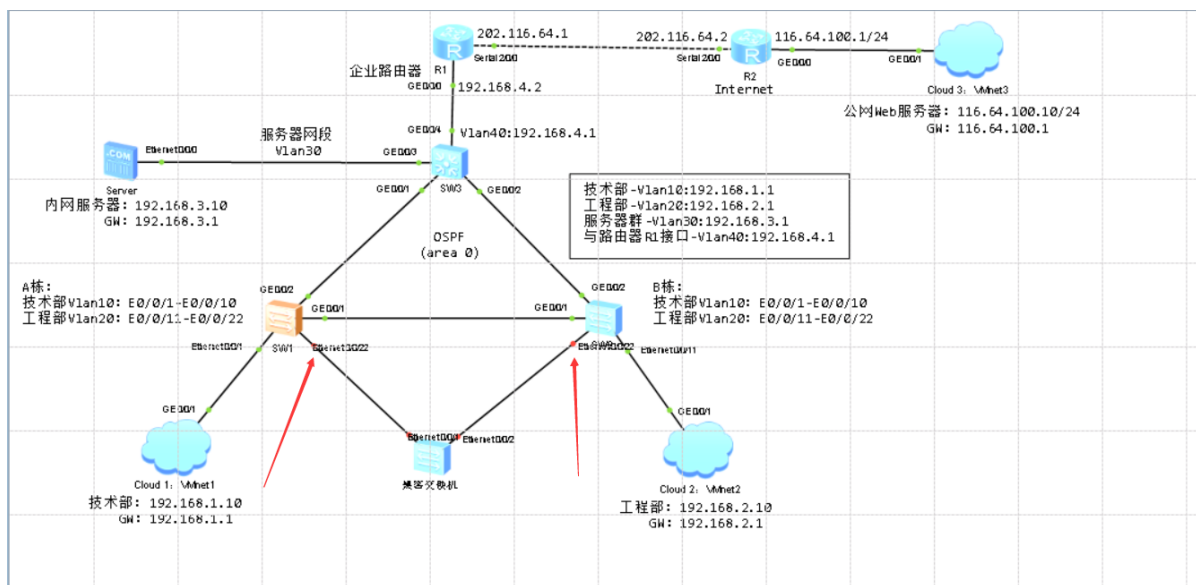 202.116.64.1
202.116.64.2
116.64.100.1/24
Serial2/0/0
Serial2/0/0
GE0/0/0
GE0/0/1
企业路由器
R1
R2
Internet
GE0/0/0
192.168.4.2
Cloud 3: VMnet3
公网Web服务器: 116.64.100.10/24
GW: 116.64.100.1
服务器网段
Vlan30
GE0/0/4
Vlan40:192.168.4.1
Ethernet0/0/0
GE0/0/3
Server
内网服务器: 192.168.3.10
GW: 192.168.3.1
GE0/0/1
SW3
GE0/0/2
技术部-Vlan10:192.168.1.1
工程部-Vlan20:192.168.2.1
服务器群-Vlan30:192.168.3.1
与路由器R1接口-Vlan40:192.168.4.1
OSPF
(area 0)
A栋:
技术部Vlan10: E0/0/1-E0/0/10
工程部Vlan20: E0/0/11-E0/0/22
GE0/0/2
GE0/0/1
GE0/0/2
GE0/0/1
B栋:
技术部Vlan10: E0/0/1-E0/0/10
工程部Vlan20: E0/0/11-E0/0/22
Ethernet0/0/1
SW1
Ethernet0/0/22
Ethernet0/0/11
GE0/0/1
GE0/0/1
Ethernet0/0/1
Ethernet0/0/2
Cloud 1: VMnet1
技术部: 192.168.1.10
GW: 192.168.1.1
Cloud 2: VMnet2
工程部: 192.168.2.10
GW: 192.168.2.1